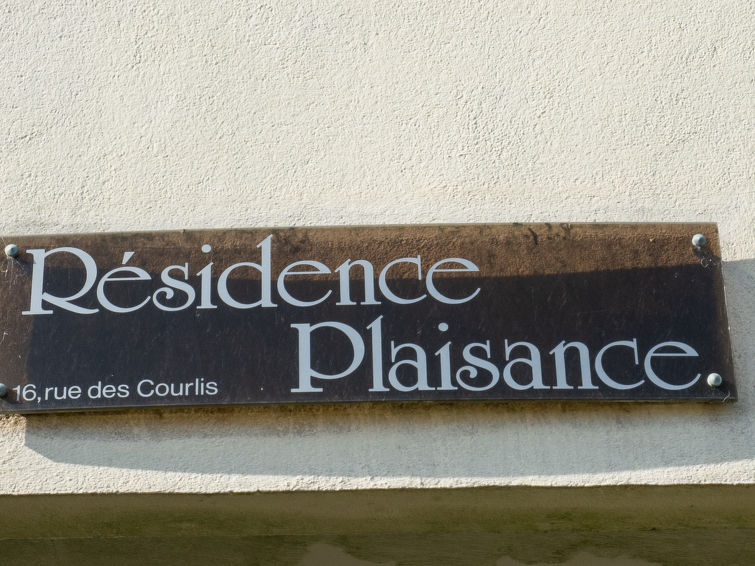 Résidence
Plaisance
16, rue des Courlis